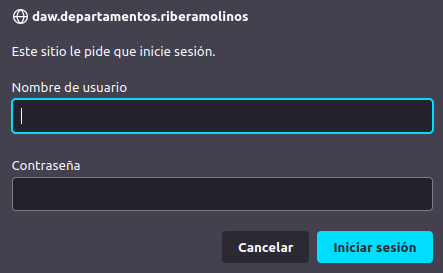 daw.departamentos.riberamolinos
Este sitio le pide que inicie sesión.
Nombre de usuario
Contraseña
Cancelar
Iniciar sesión